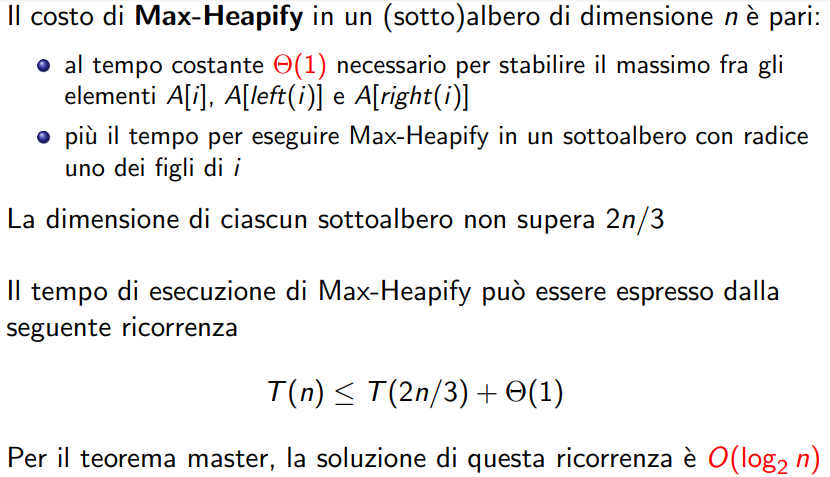 Il costo di Max-Heapify in un (sotto)albero di dimensione n è pari:
al tempo costante Θ(1) necessario per stabilire il massimo fra gli
elementi A[i], A[left(i)] e A[right(i)]
più il tempo per eseguire Max-Heapify in un sottoalbero con radice
uno dei figli di i
La dimensione di ciascun sottoalbero non supera 2n/3
Il tempo di esecuzione di Max-Heapify può essere espresso dalla
seguente ricorrenza
T(n) ≤ T(2n/3) + Θ(1)
Per il teorema master, la soluzione di questa ricorrenza è O(log₂ n)